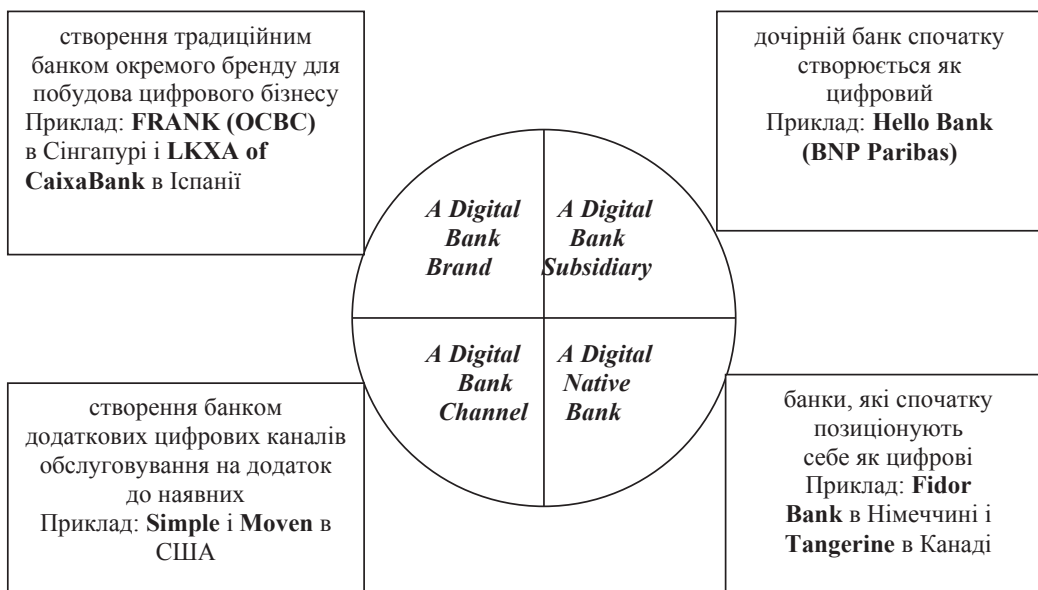 створення традиційним
банком окремого бренду для
побудова цифрового бізнесу
Приклад: FRANK (OCBC)
в Сінгапурі і LKXA of
CaixaBank в Іспанії
дочірній банк спочатку
створюється як
цифровий
Приклад: Hello Bank
(BNP Paribas)
A Digital
Bank
Brand
A Digital
Bank
Subsidiary
A Digital
Bank
Channel
A Digital
Native
Bank
створення банком
додаткових цифрових каналів
обслуговування на додаток
до наявних
Приклад: Simple і Moven в
США
банки, які спочатку
позиціонують
себе як цифрові
Приклад: Fidor
Bank в Німеччині і
Tangerine в Канаді